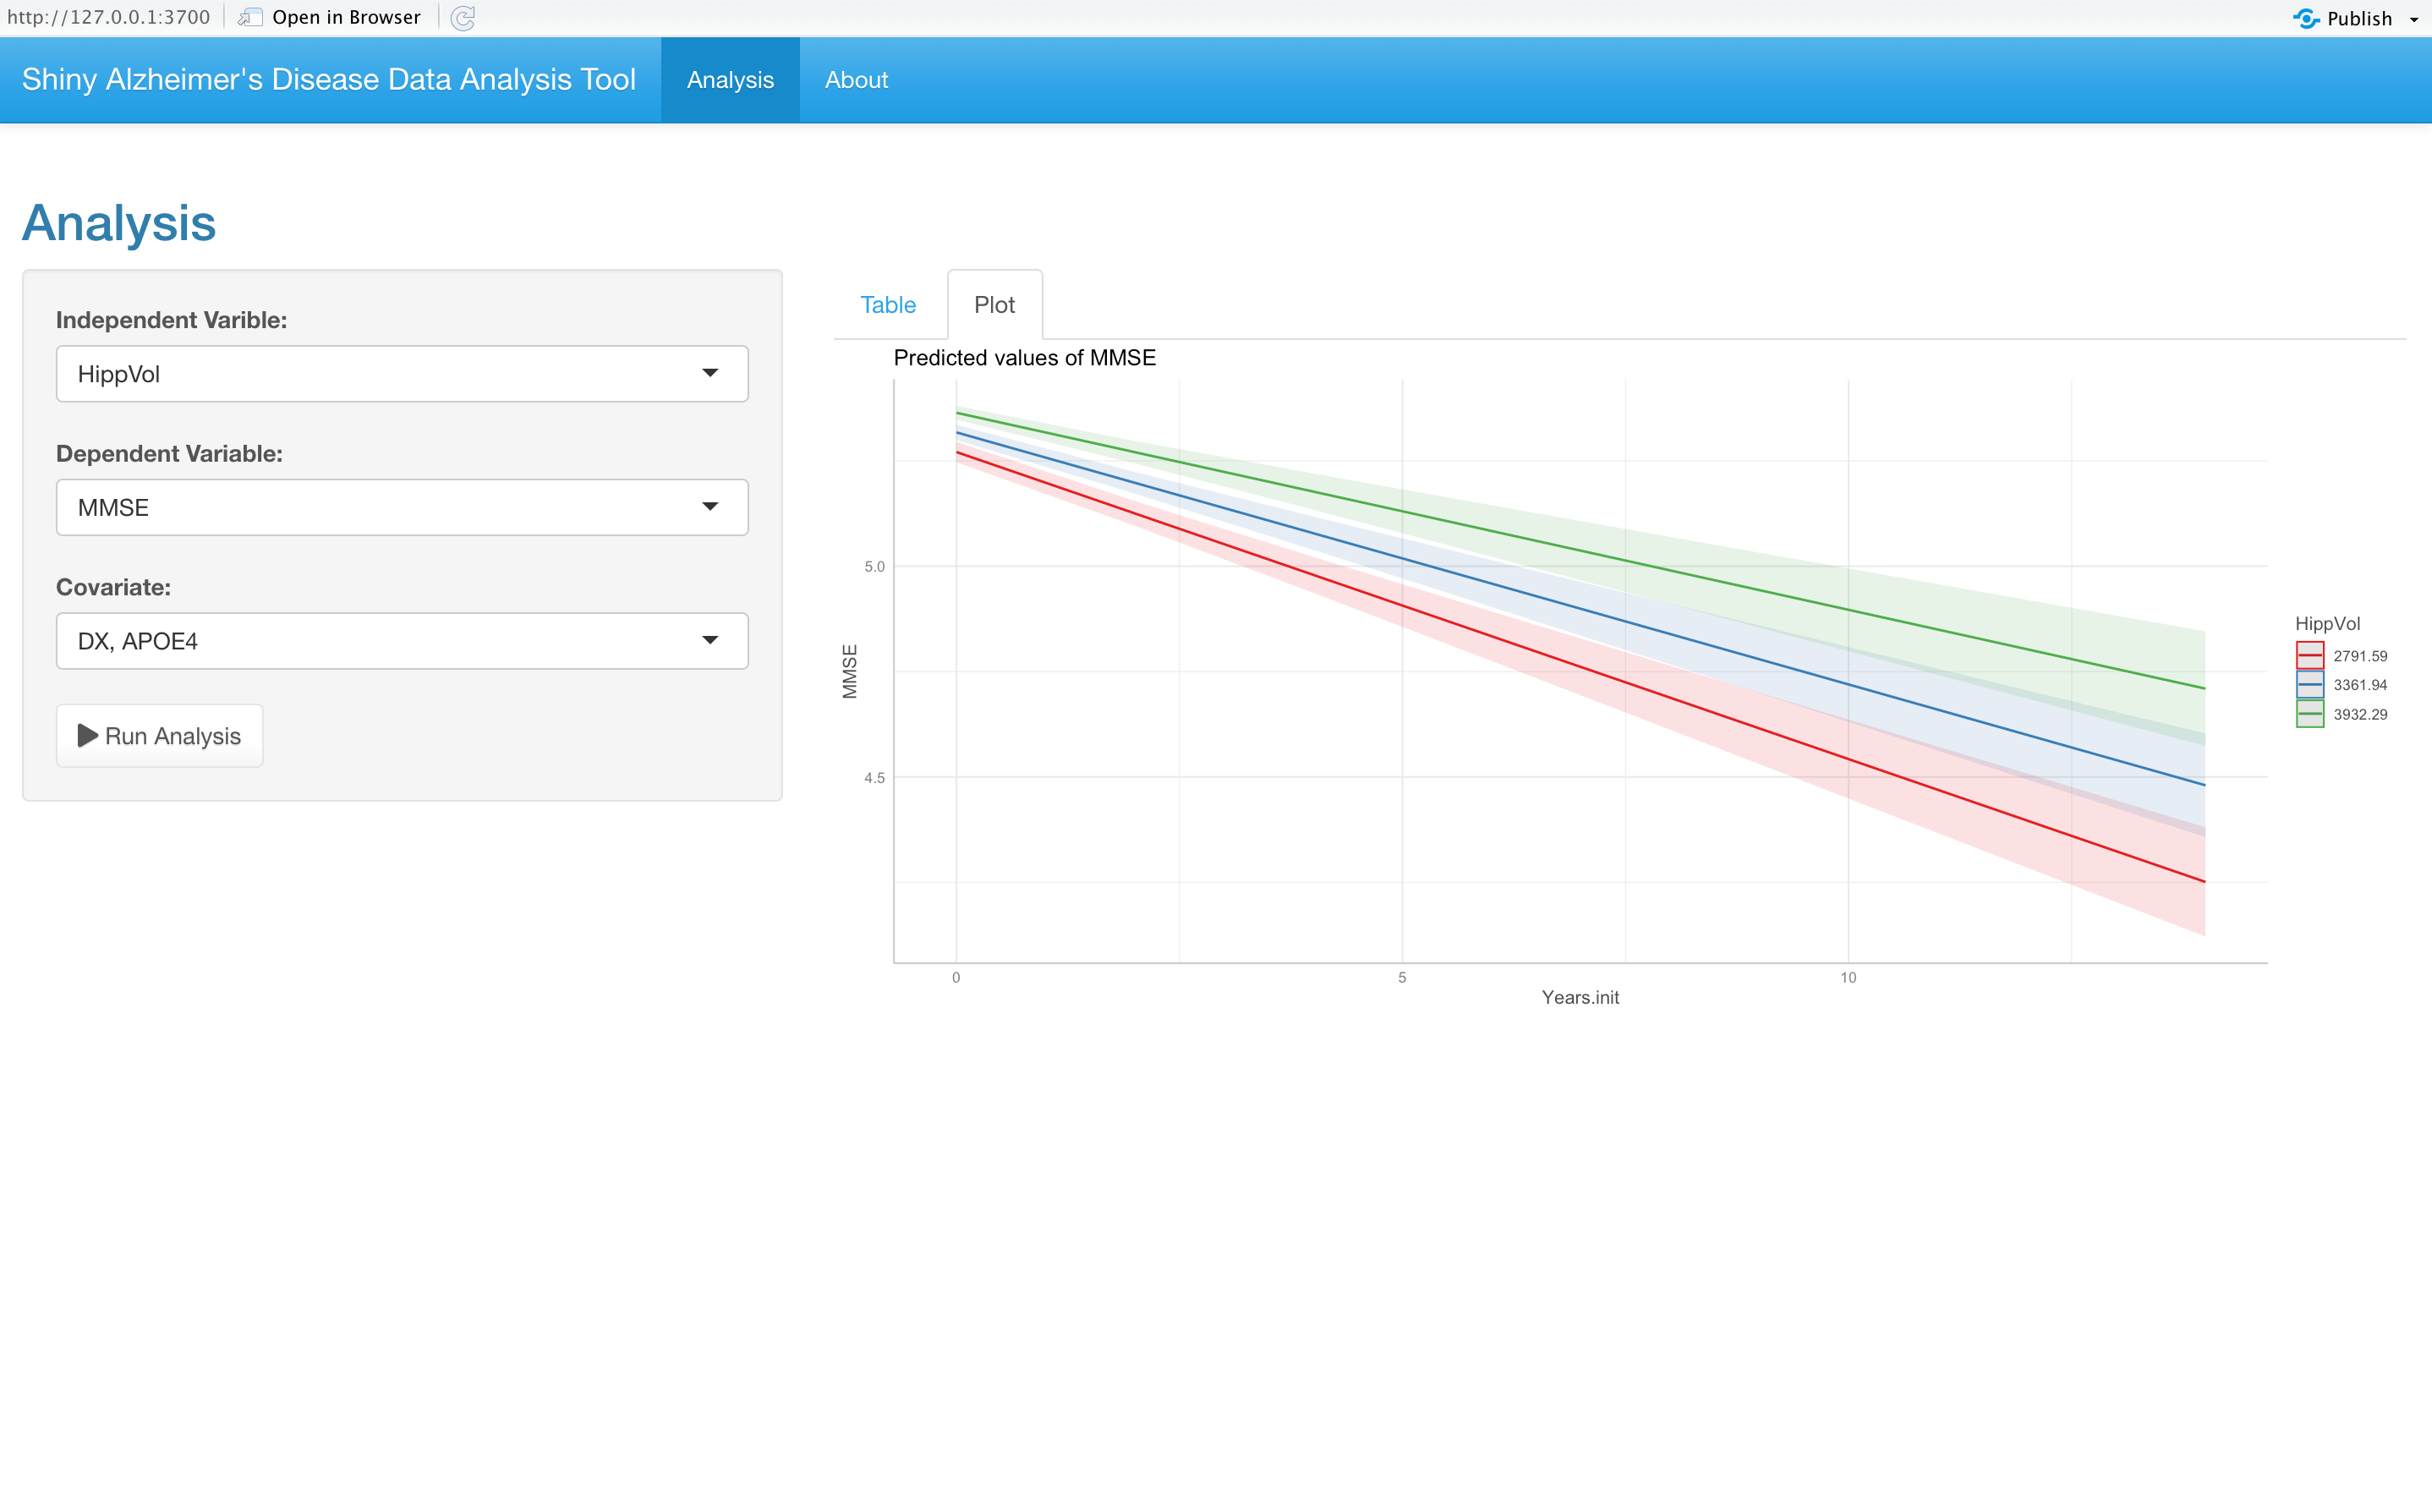 http://127.0.0.1:3700 Open in Browser Publish
Shiny Alzheimer's Disease Data Analysis Tool Analysis About
Analysis
Independent Varible:
HippVol
Dependent Variable:
MMSE
Covariate:
DX, APOE4
Run Analysis
Table Plot
Predicted values of MMSE
MMSE
5.0
4.5
0 5 10
Years.init
HippVol
2791.59
3361.94
3932.29